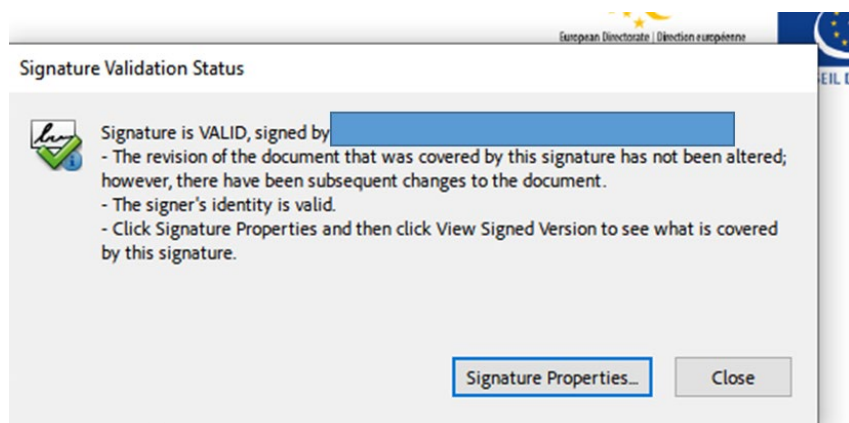 European Directorate | Direction européenne
Signature Validation Status
Signature is VALID, signed by
- The revision of the document that was covered by this signature has not been altered;
however, there have been subsequent changes to the document.
- The signer's identity is valid.
- Click Signature Properties and then click View Signed Version to see what is covered
by this signature.
Signature Properties...
Close